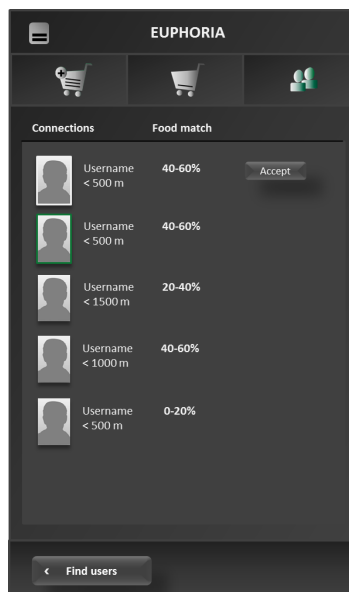 EUPHORIA
Connections Food match
Username 40-60% Accept
< 500 m
Username 40-60%
< 500 m
Username 20-40%
< 1500 m
Username 40-60%
< 1000 m
Username 0-20%
< 500 m
‹ Find users